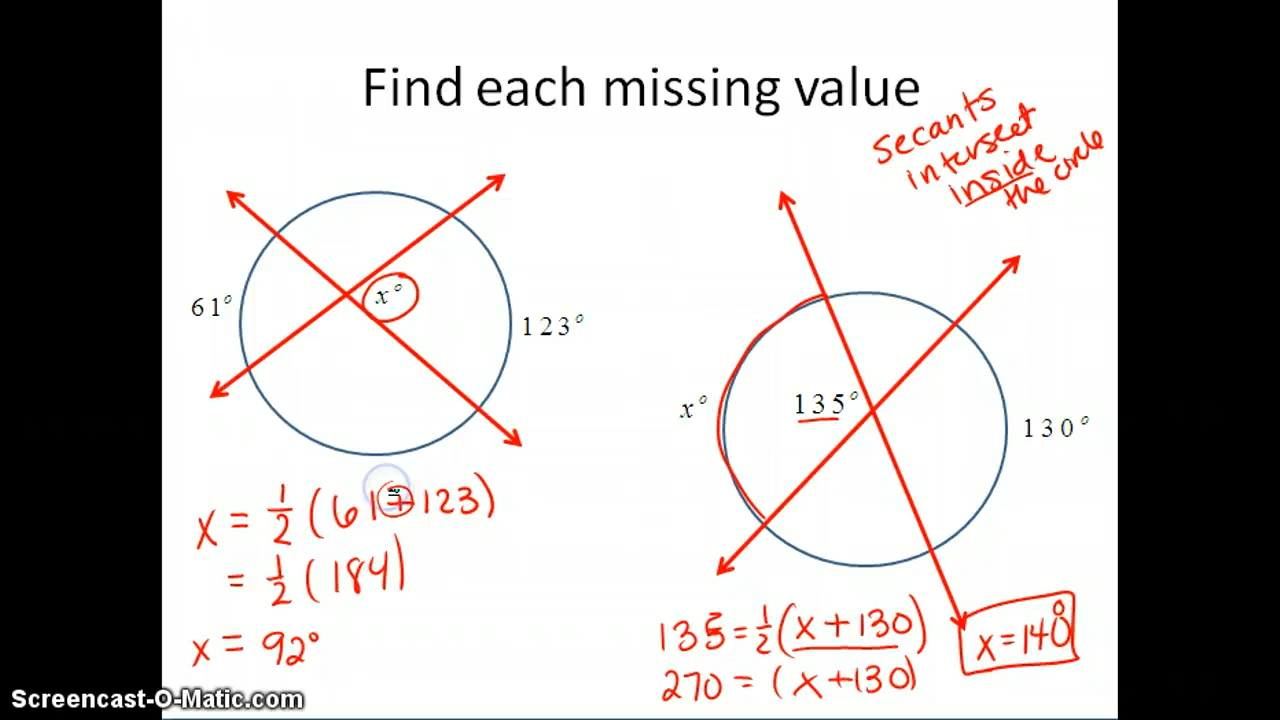 Find each missing value
secants
intersect
inside
the circle
61°
x°
123°
x = 1/2 (61+123)
= 1/2 (184)
x = 92°
x°
135°
130°
135 = 1/2 (x+130)
270 = (x+130)
x=140°
Screencast-O-Matic.com